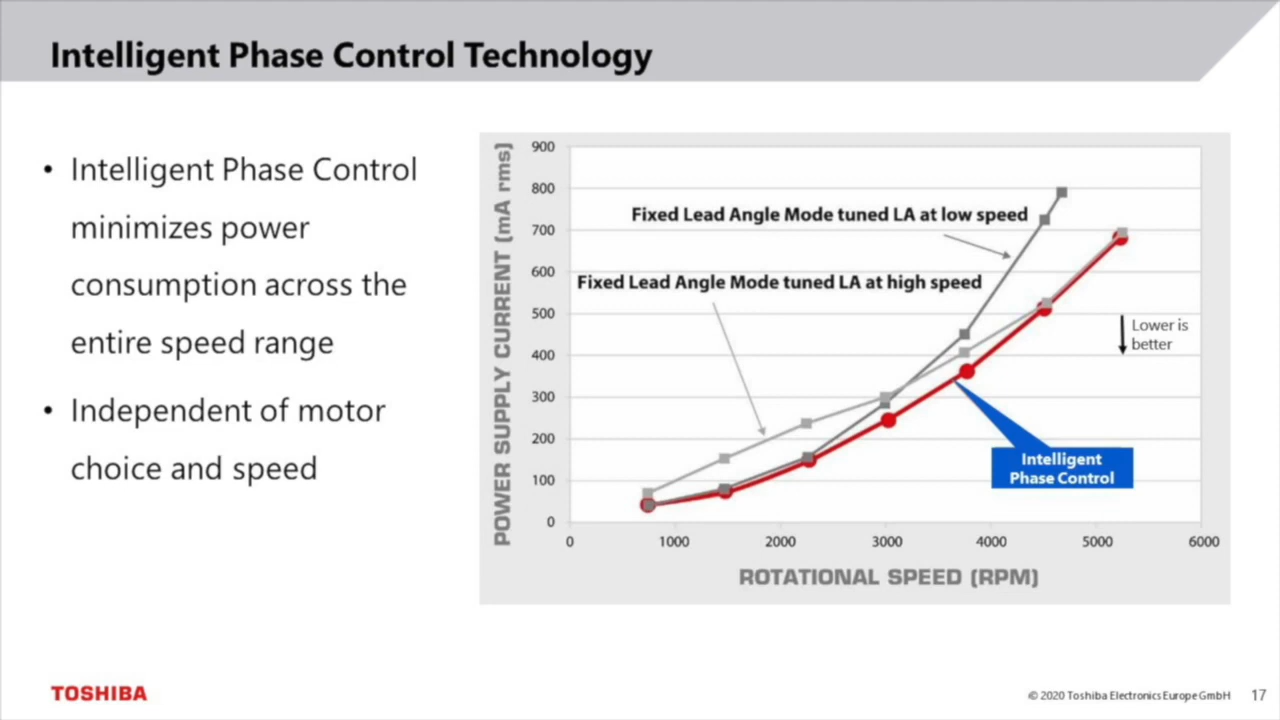 Intelligent Phase Control Technology
• Intelligent Phase Control
minimizes power
consumption across the
entire speed range
• Independent of motor
choice and speed
POWER SUPPLY CURRENT (mA rms)
900
800
700
600
500
400
300
200
100
0
Fixed Lead Angle Mode tuned LA at low speed
Fixed Lead Angle Mode tuned LA at high speed
Lower is
better
Intelligent
Phase Control
0 1000 2000 3000 4000 5000 6000
ROTATIONAL SPEED (RPM)
TOSHIBA
© 2020 Toshiba Electronics Europe GmbH 17